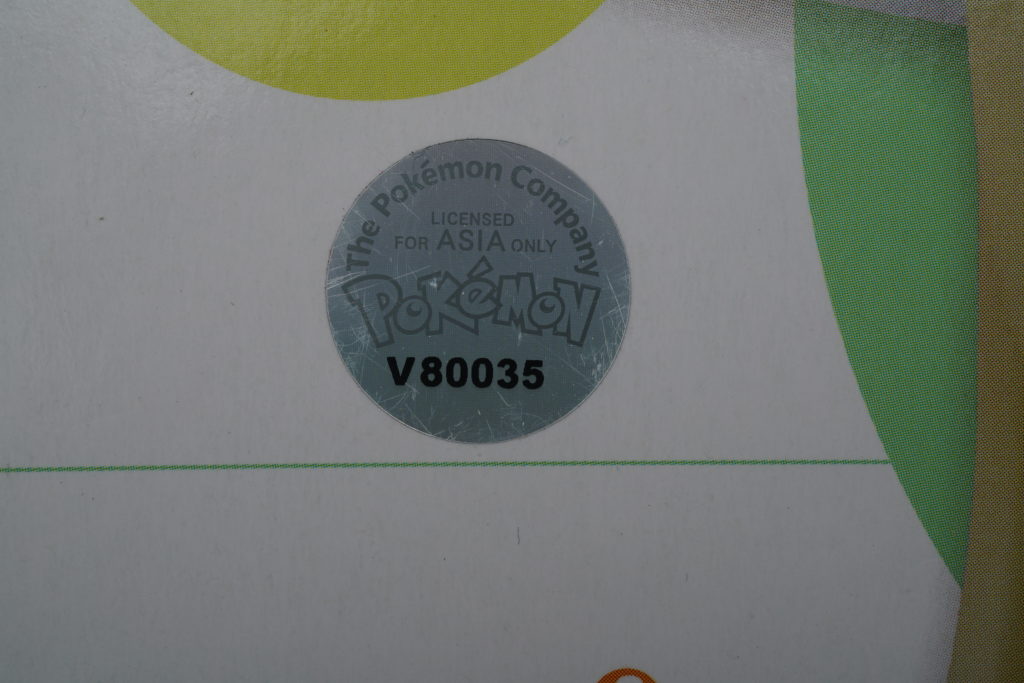 The Pokémon Company
LICENSED
FOR ASIA ONLY
POKéMON
V80035